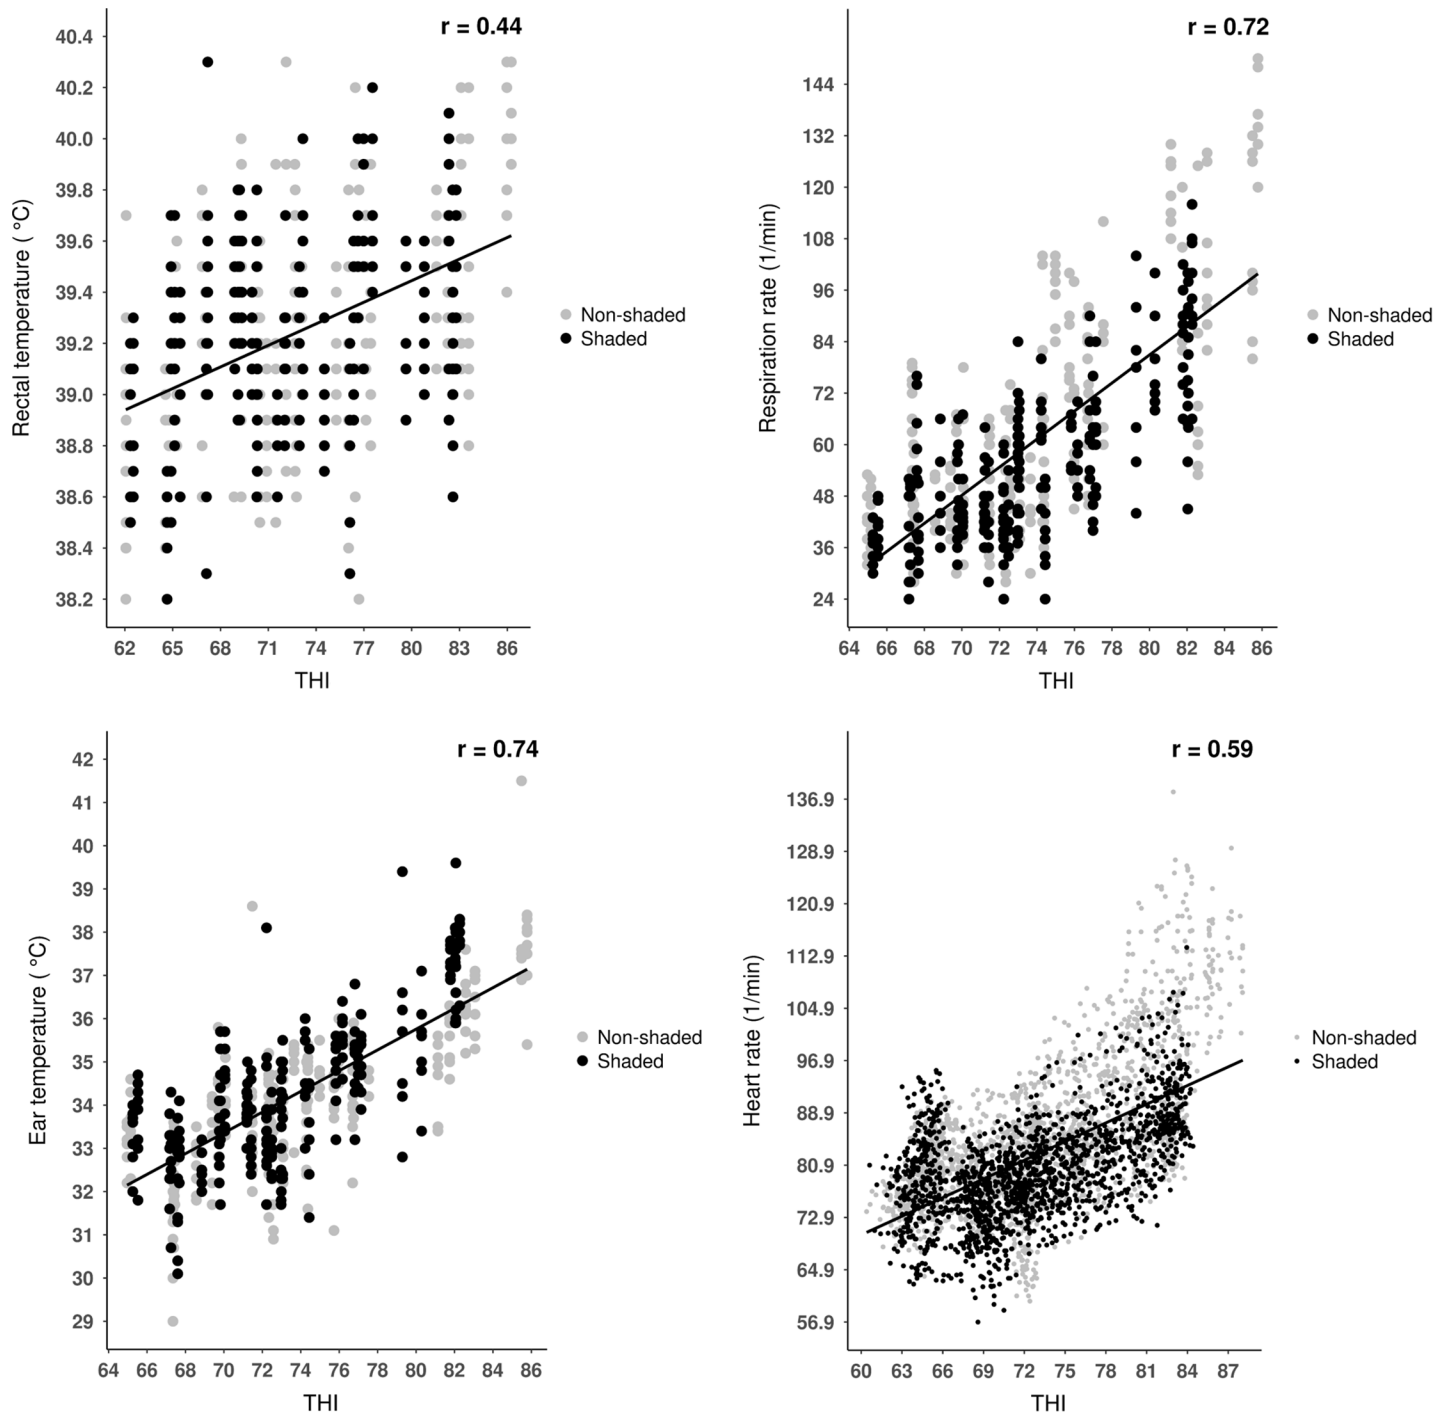 r = 0.44
40.4
40.2
40.0
39.8
39.6
39.4
39.2
39.0
38.8
38.6
38.4
38.2
Rectal temperature ( °C)
62 65 68 71 74 77 80 83 86
THI
Non-shaded
Shaded
r = 0.72
144
132
120
108
96
84
72
60
48
36
24
Respiration rate (1/min)
64 66 68 70 72 74 76 78 80 82 84 86
THI
Non-shaded
Shaded
r = 0.74
42
41
40
39
38
37
36
35
34
33
32
31
30
29
Ear temperature ( °C)
64 66 68 70 72 74 76 78 80 82 84 86
THI
Non-shaded
Shaded
r = 0.59
136.9
128.9
120.9
112.9
104.9
96.9
88.9
80.9
72.9
64.9
56.9
Heart rate (1/min)
60 63 66 69 72 75 78 81 84 87
THI
Non-shaded
Shaded